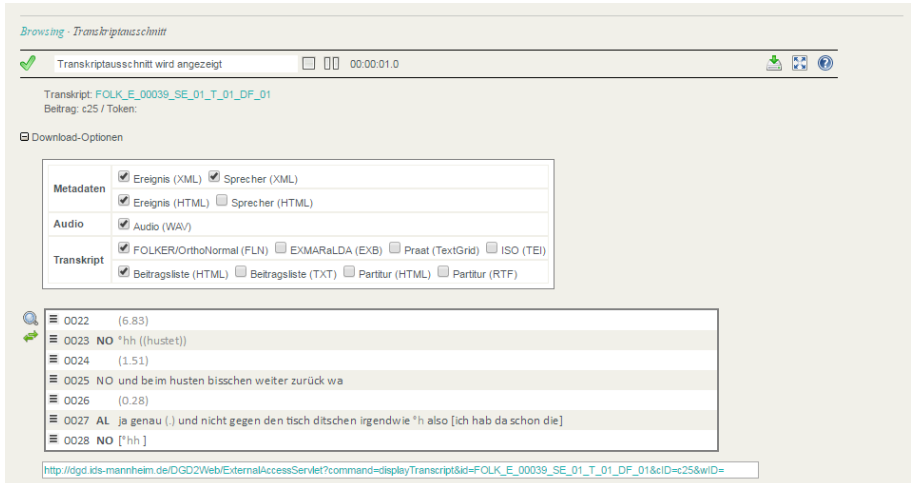 Browsing - Transkriptausschnitt
Transkriptausschnitt wird angezeigt 00:00:01.0
Transkript: FOLK_E_00039_SE_01_T_01_DF_01
Beitrag: c25 / Token:
Download-Optionen
Metadaten
Ereignis (XML) Sprecher (XML)
Ereignis (HTML) Sprecher (HTML)
Audio Audio (WAV)
Transkript
FOLKER/OrthoNormal (FLN) EXMARaLDA (EXB) Praat (TextGrid) ISO (TEI)
Beitragsliste (HTML) Beitragsliste (TXT) Partitur (HTML) Partitur (RTF)
0022 (6.83)
0023 NO °hh ((hustet))
0024 (1.51)
0025 NO und beim husten bisschen weiter zurück wa
0026 (0.28)
0027 AL ja genau (.) und nicht gegen den tisch ditschen irgendwie °h also [ich hab da schon die]
0028 NO [°hh ]
http://dgd.ids-mannheim.de/DGD2Web/ExternalAccessServlet?command=displayTranscript&id=FOLK_E_00039_SE_01_T_01_DF_01&cID=c25&wID=